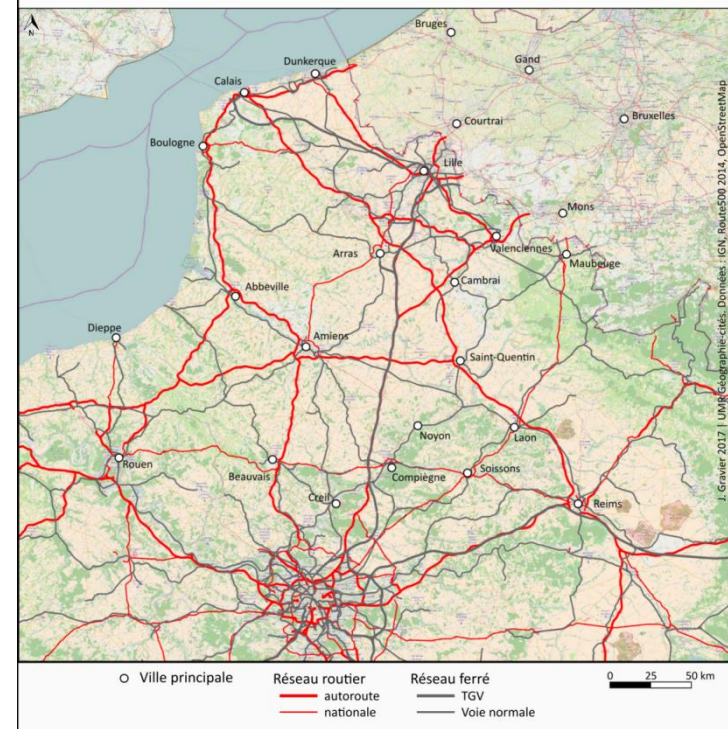 N
Bruges
Dunkerque
Gand
Calais
Courtrai
Bruxelles
Boulogne
Lille
Mons
Valenciennes
Arras
Maubeuge
Cambrai
Abbeville
Dieppe
Amiens
Saint-Quentin
Noyon
Laon
Rouen
Beauvais
Compiègne
Soissons
Creil
Reims
J. Gravier 2017 | UMR Géographie-cités. Données : IGN, Route500 2014, OpenStreetMap
Ville principale
Réseau routier
autoroute
nationale
Réseau ferré
TGV
Voie normale
0 25 50 km